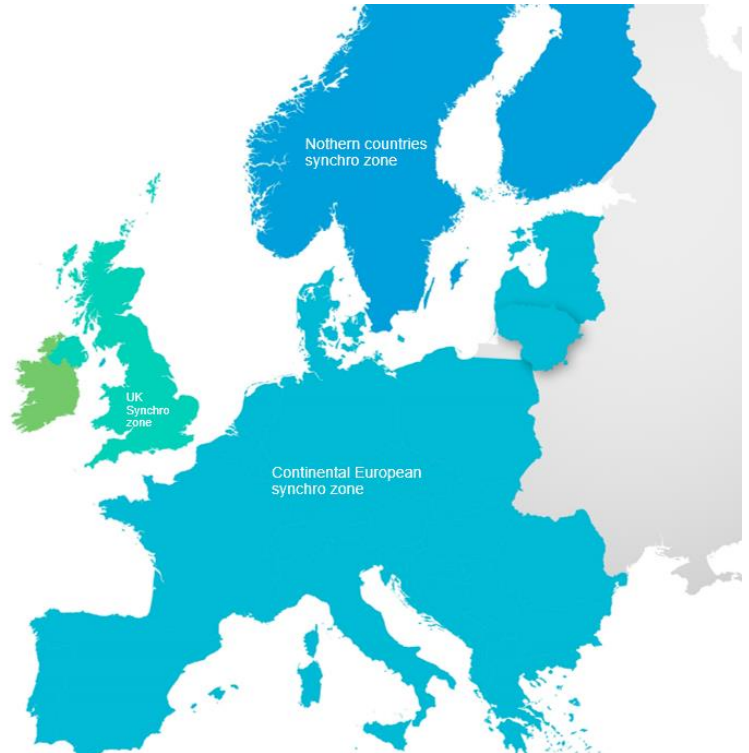 Nothern countries
synchro zone
UK
Synchro
zone
Continental European
synchro zone